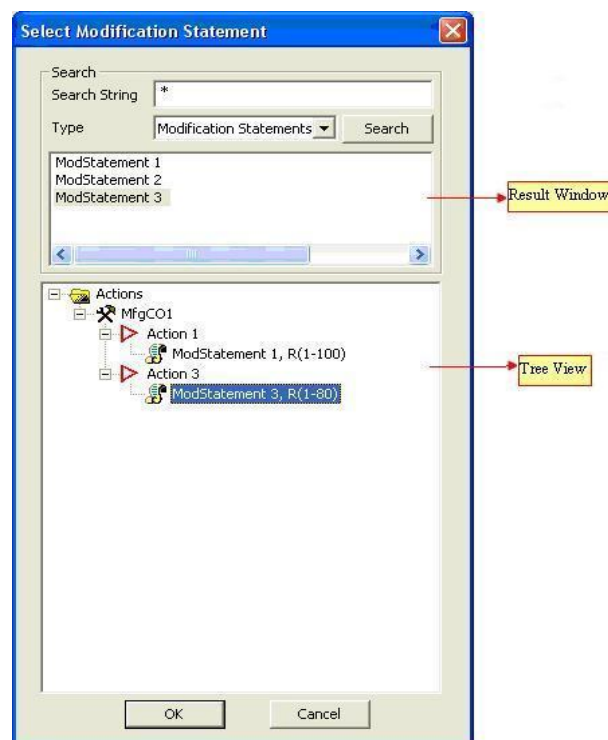 Select Modification Statement
Search
Search String *
Type Modification Statements Search
ModStatement 1
ModStatement 2
ModStatement 3
Result Window
Actions
MfgCO1
Action 1
ModStatement 1, R(1-100)
Action 3
Tree View
ModStatement 3, R(1-80)
OK Cancel